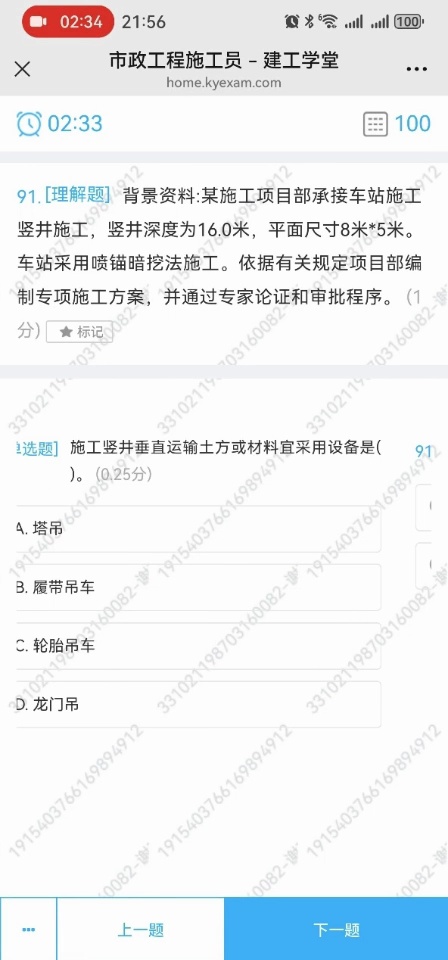 02:34 21:56 6 100
市政工程施工员 - 建工学堂
home.kyexam.com
02:33 100
91.[理解题] 背景资料:某施工项目部承接车站施工
竖井施工，竖井深度为16.0米，平面尺寸8米*5米。
车站采用喷锚暗挖法施工。依据有关规定项目部编
制专项施工方案，并通过专家论证和审批程序。(1
分) 标记
选题] 施工竖井垂直运输土方或材料宜采用设备是( 91
)。(0.25分)
A. 塔吊
B. 履带吊车
C. 轮胎吊车
D. 龙门吊
1915403766169894912
331021198703160082-谢
上一题 下一题